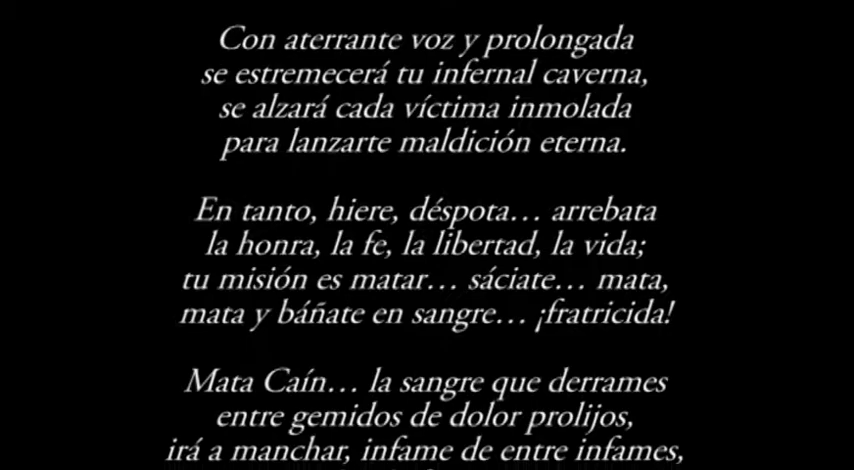 Con aterrante voz y prolongada
se estremecerá tu infernal caverna,
se alzará cada víctima inmolada
para lanzarte maldición eterna.
En tanto, hiere, déspota... arrebata
la honra, la fe, la libertad, la vida;
tu misión es matar... sáciate... mata,
mata y báñate en sangre... ¡fratricida!
Mata Caín... la sangre que derrames
entre gemidos de dolor prolijos,
irá a manchar, infame de entre infames,